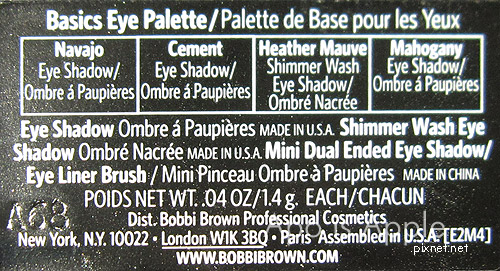 Basics Eye Palette/Palette de Base pour les Yeux
Navajo
Eye Shadow/
Ombre á Paupières
Cement
Eye Shadow/
Ombre á Paupières
Heather Mauve
Shimmer Wash
Eye Shadow/
Ombré Nacrée
Mahogany
Eye Shadow/
Ombre á Paupières
Eye Shadow Ombre á Paupières MADE IN U.S.A. Shimmer Wash Eye
Shadow Ombré Nacrée MADE IN U.S.A. Mini Dual Ended Eye Shadow/
Eye Liner Brush / Mini Pinceau Ombre à Paupières MADE IN CHINA
POIDS NET WT. .04 OZ/1.4 g. EACH/CHACUN
Dist. Bobbi Brown Professional Cosmetics
New York, N.Y. 10022 · London W1K 3BQ · Paris Assembled in U.S.A. [E2M4]
WWW.BOBBIBROWN.COM
A68
Apple
pixnet.net